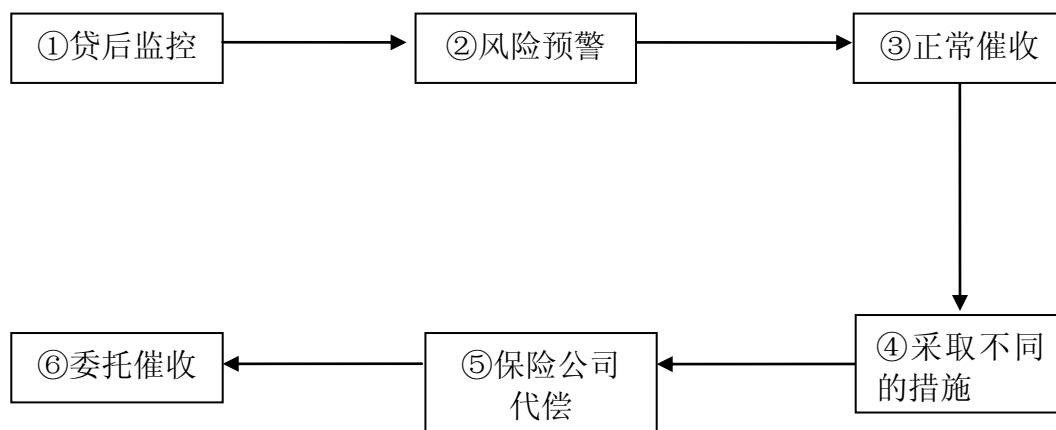 ①贷后监控
②风险预警
③正常催收
④采取不同
的措施
⑤保险公司
代偿
⑥委托催收